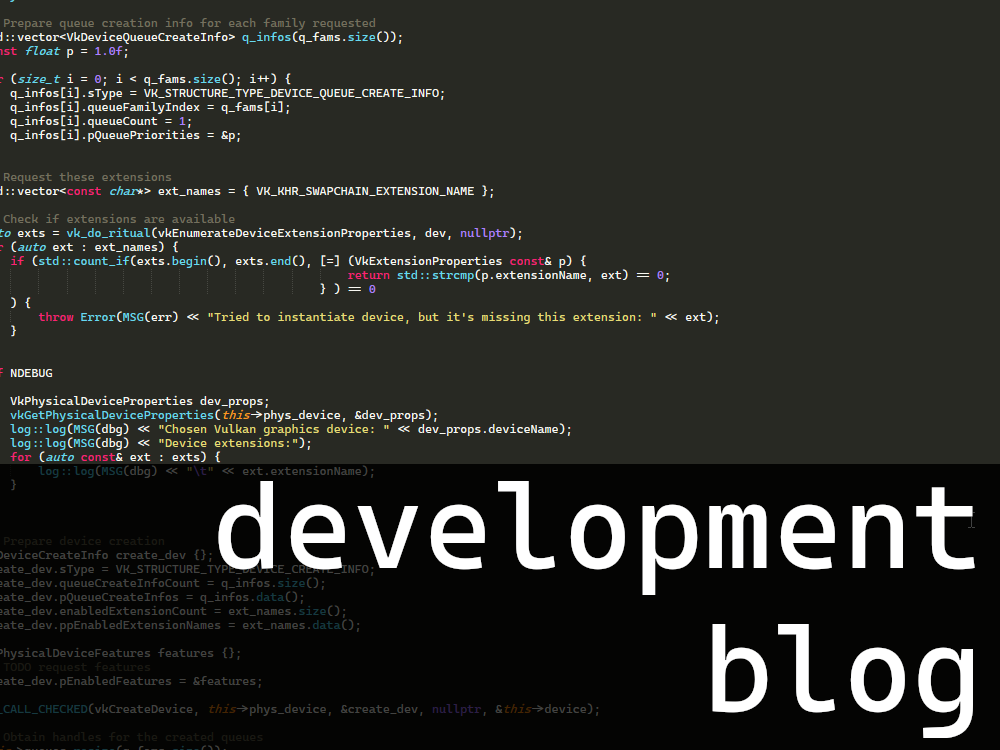 Prepare queue creation info for each family requested
::vector<VkDeviceQueueCreateInfo> q_infos(q_fams.size());
nst float p = 1.0f;
(size_t i = 0; i < q_fams.size(); i++) {
q_infos[i].sType = VK_STRUCTURE_TYPE_DEVICE_QUEUE_CREATE_INFO;
q_infos[i].queueFamilyIndex = q_fams[i];
q_infos[i].queueCount = 1;
q_infos[i].pQueuePriorities = &p;
Request these extensions
::vector<const char*> ext_names = { VK_KHR_SWAPCHAIN_EXTENSION_NAME };
Check if extensions are available
to exts = vk_do_ritual(vkEnumerateDeviceExtensionProperties, dev, nullptr);
(auto ext : ext_names) {
if (std::count_if(exts.begin(), exts.end(), [=] (VkExtensionProperties const& p) {
return std::strcmp(p.extensionName, ext) == 0;
} ) == 0
) {
throw Error(MSG(err) << "Tried to instantiate device, but it's missing this extension: " << ext);
}
NDEBUG
VkPhysicalDeviceProperties dev_props;
vkGetPhysicalDeviceProperties(this->phys_device, &dev_props);
log::log(MSG(dbg) << "Chosen Vulkan graphics device: " << dev_props.deviceName);
log::log(MSG(dbg) << "Device extensions:");
for (auto const& ext : exts) {
log::log(MSG(dbg) << "\t" << ext.extensionName);
}
development
Prepare device creation
DeviceCreateInfo create_dev {};
eate_dev.sType = VK_STRUCTURE_TYPE_DEVICE_CREATE_INFO;
eate_dev.queueCreateInfoCount = q_infos.size();
eate_dev.pQueueCreateInfos = q_infos.data();
eate_dev.enabledExtensionCount = ext_names.size();
eate_dev.ppEnabledExtensionNames = ext_names.data();
PhysicalDeviceFeatures features {};
TODO request features
eate_dev.pEnabledFeatures = &features;
blog
_CALL_CHECKED(vkCreateDevice, this->phys_device, &create_dev, nullptr, &this->device);
Obtain handles for the created queues